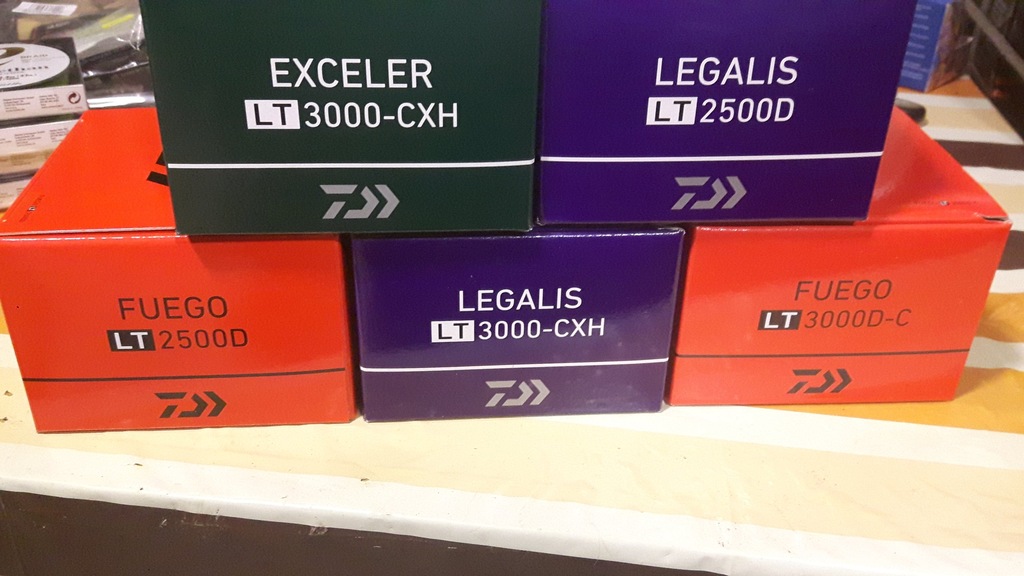 EXCELER
LT 3000-CXH
LEGALIS
LT 2500D
FUEGO
LT 2500D
LEGALIS
LT 3000-CXH
FUEGO
LT 3000D-C